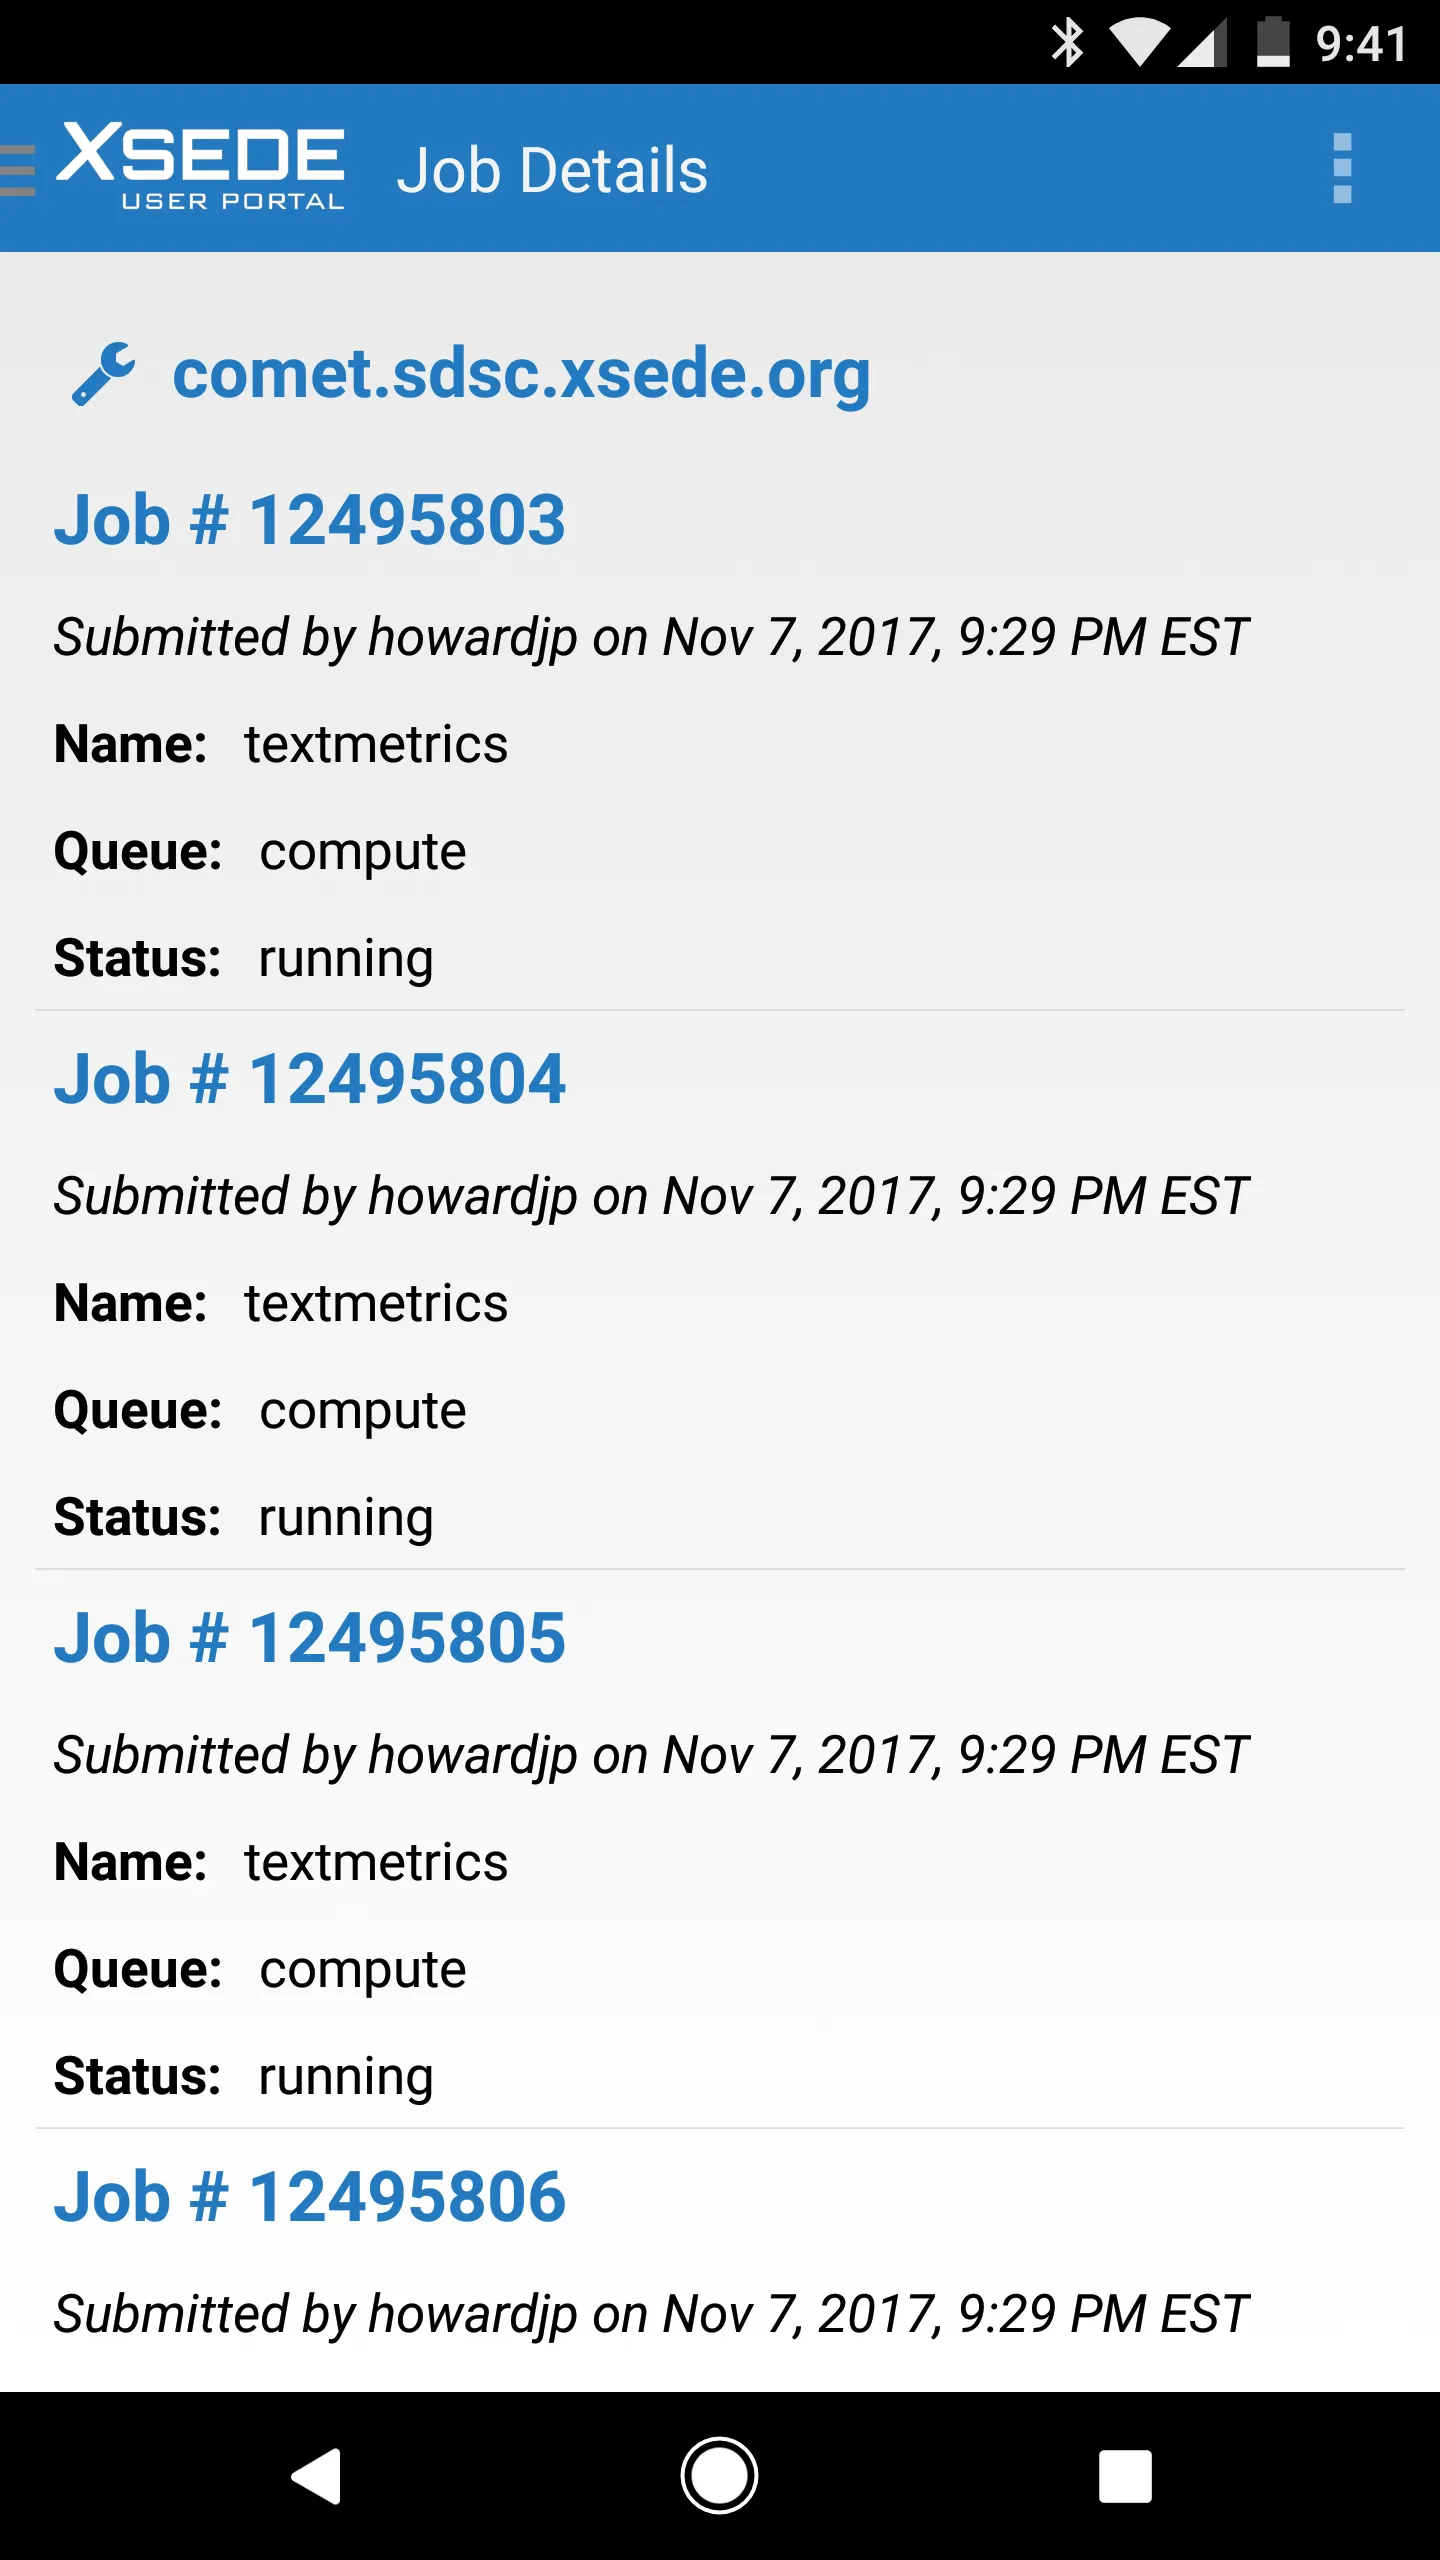 9:41
XSEDE
USER PORTAL
Job Details
comet.sdsc.xsede.org
Job # 12495803
Submitted by howardjp on Nov 7, 2017, 9:29 PM EST
Name: textmetrics
Queue: compute
Status: running
Job # 12495804
Submitted by howardjp on Nov 7, 2017, 9:29 PM EST
Name: textmetrics
Queue: compute
Status: running
Job # 12495805
Submitted by howardjp on Nov 7, 2017, 9:29 PM EST
Name: textmetrics
Queue: compute
Status: running
Job # 12495806
Submitted by howardjp on Nov 7, 2017, 9:29 PM EST